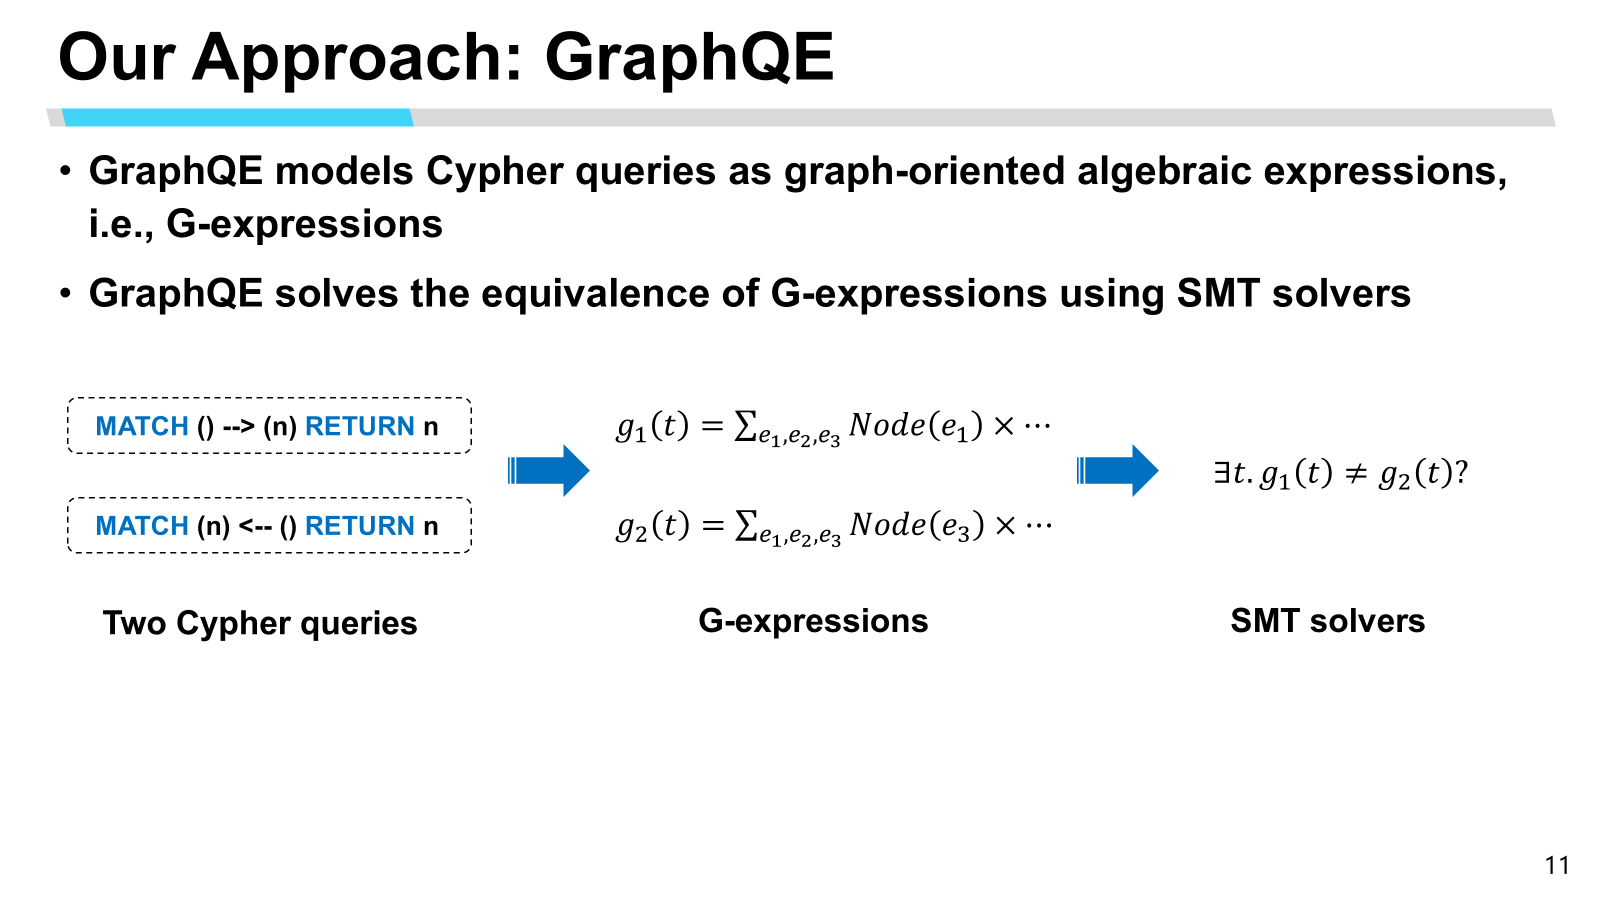 Our Approach: GraphQE
• GraphQE models Cypher queries as graph-oriented algebraic expressions,
i.e., G-expressions
• GraphQE solves the equivalence of G-expressions using SMT solvers
MATCH () --> (n) RETURN n
MATCH (n) <-- () RETURN n
Two Cypher queries
g₁(t) = ∑e₁,e₂,e₃ Node(e₁) × ⋯
g₂(t) = ∑e₁,e₂,e₃ Node(e₃) × ⋯
G-expressions
∃t. g₁(t) ≠ g₂(t)?
SMT solvers
11